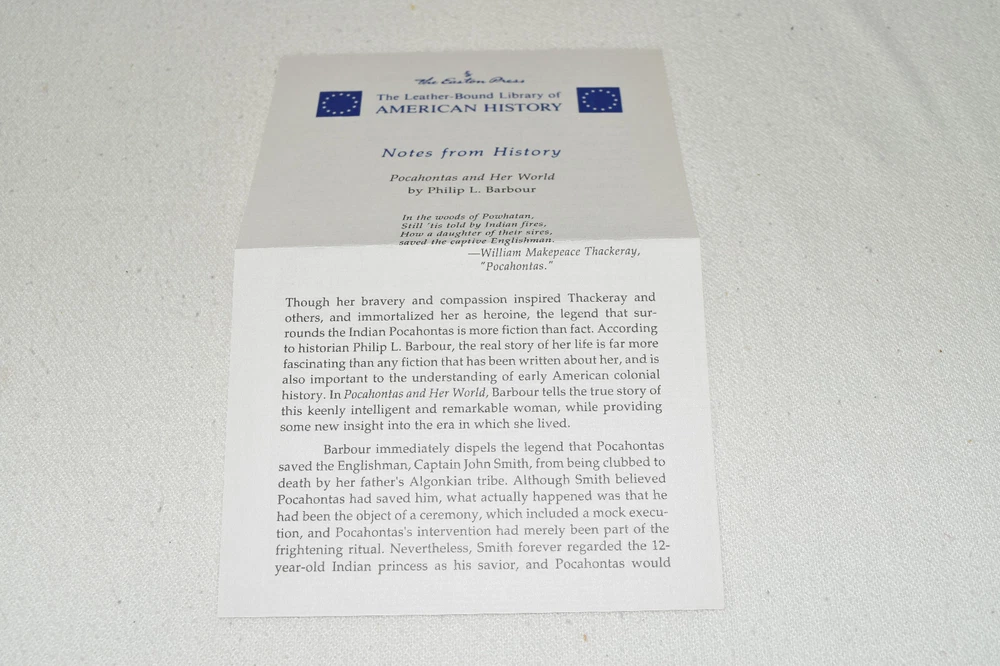 The Easton Press
The Leather-Bound Library of
AMERICAN HISTORY
Notes from History
Pocahontas and Her World
by Philip L. Barbour
In the woods of Powhatan,
Still 'tis told by Indian fires,
How a daughter of their sires,
saved the captive Englishman.
—William Makepeace Thackeray,
"Pocahontas."
Though her bravery and compassion inspired Thackeray and
others, and immortalized her as heroine, the legend that sur-
rounds the Indian Pocahontas is more fiction than fact. According
to historian Philip L. Barbour, the real story of her life is far more
fascinating than any fiction that has been written about her, and is
also important to the understanding of early American colonial
history. In Pocahontas and Her World, Barbour tells the true story of
this keenly intelligent and remarkable woman, while providing
some new insight into the era in which she lived.
Barbour immediately dispels the legend that Pocahontas
saved the Englishman, Captain John Smith, from being clubbed to
death by her father's Algonkian tribe. Although Smith believed
Pocahontas had saved him, what actually happened was that he
had been the object of a ceremony, which included a mock execu-
tion, and Pocahontas's intervention had merely been part of the
frightening ritual. Nevertheless, Smith forever regarded the 12-
year-old Indian princess as his savior, and Pocahontas would